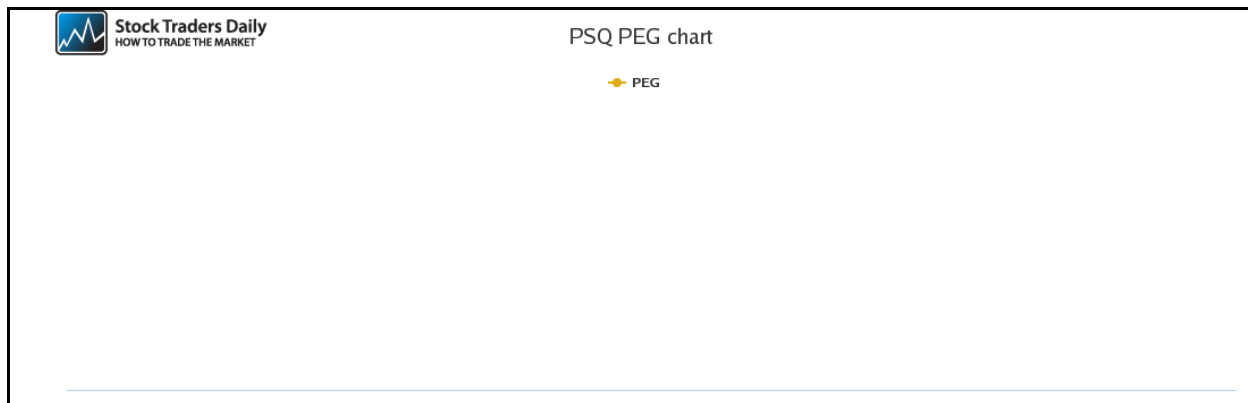 Stock Traders Daily
HOW TO TRADE THE MARKET
PSQ PEG chart
PEG